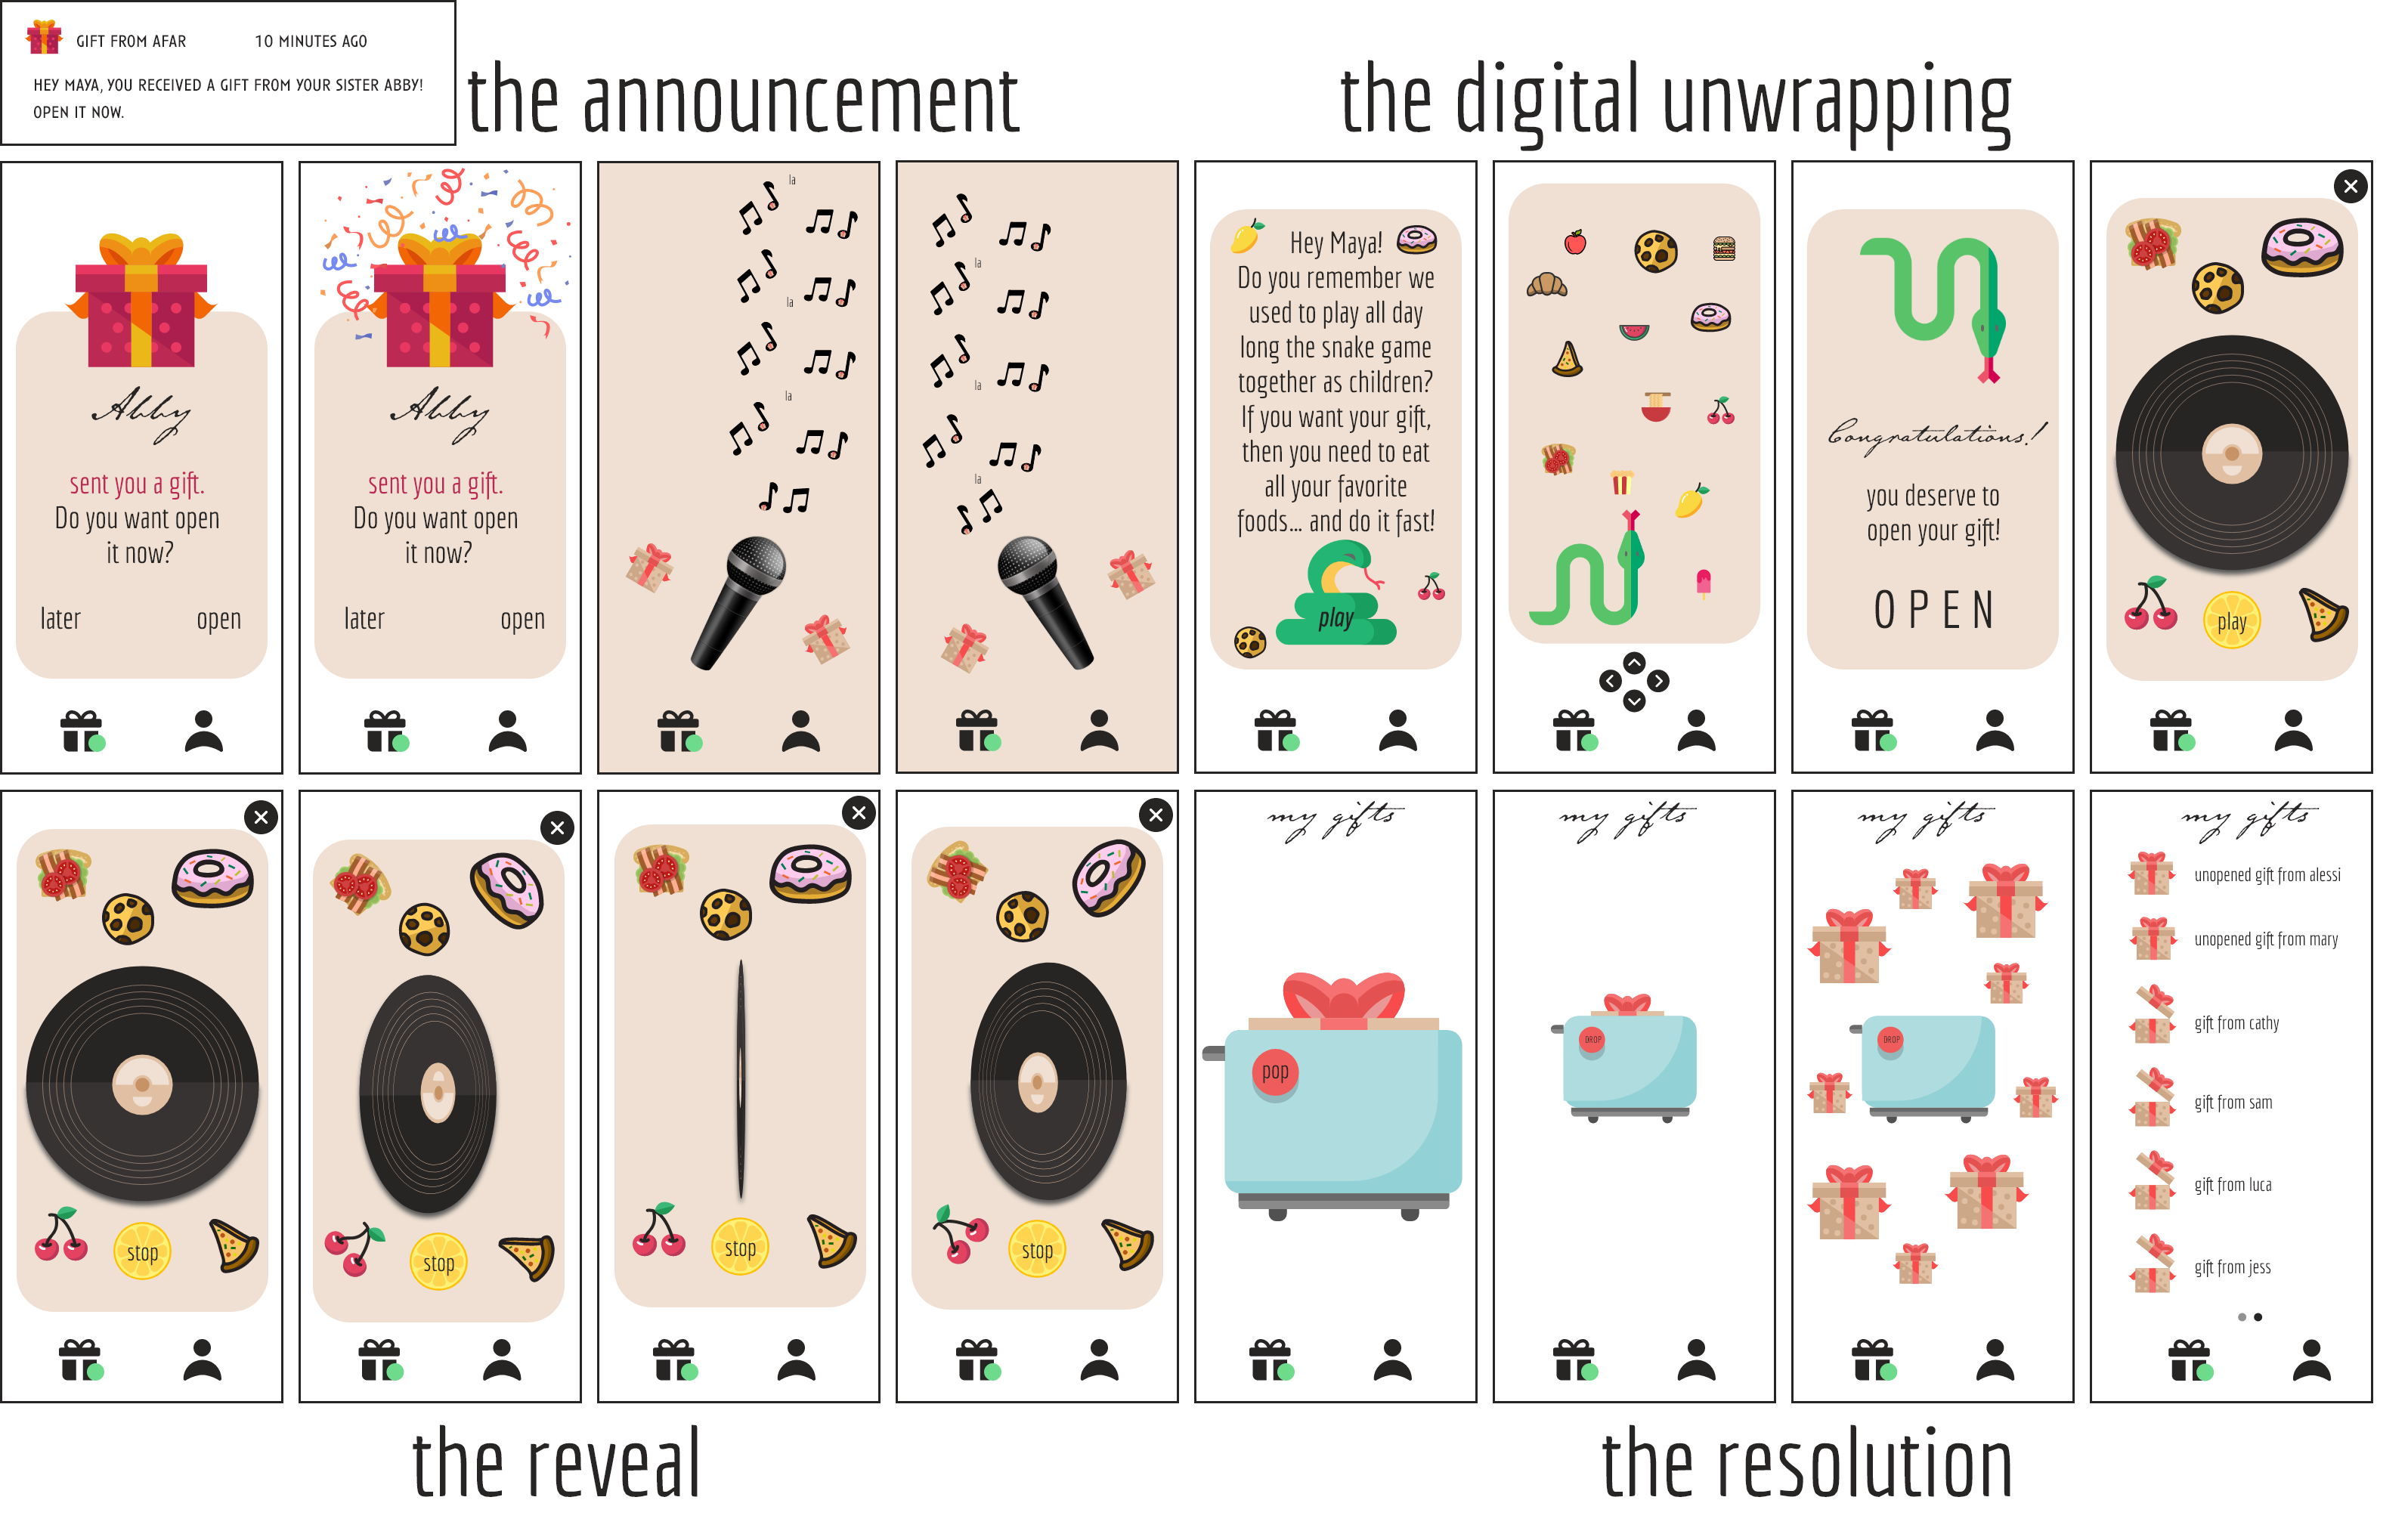 GIFT FROM AFAR
10 MINUTES AGO
HEY MAYA, YOU RECEIVED A GIFT FROM YOUR SISTER ABBY!
OPEN IT NOW.
the announcement
the digital unwrapping
Abby
sent you a gift.
Do you want open
it now?
later
open
Abby
sent you a gift.
Do you want open
it now?
later
open
la
la
la
la
la
la
Hey Maya!
Do you remember we
used to play all day
long the snake game
together as children?
If you want your gift,
then you need to eat
all your favorite
foods... and do it fast!
play
Congratulations!
you deserve to
open your gift!
OPEN
play
stop
stop
stop
stop
my gifts
pop
my gifts
DROP
my gifts
DROP
my gifts
unopened gift from alessi
unopened gift from mary
gift from cathy
gift from sam
gift from luca
gift from jess
the reveal
the resolution